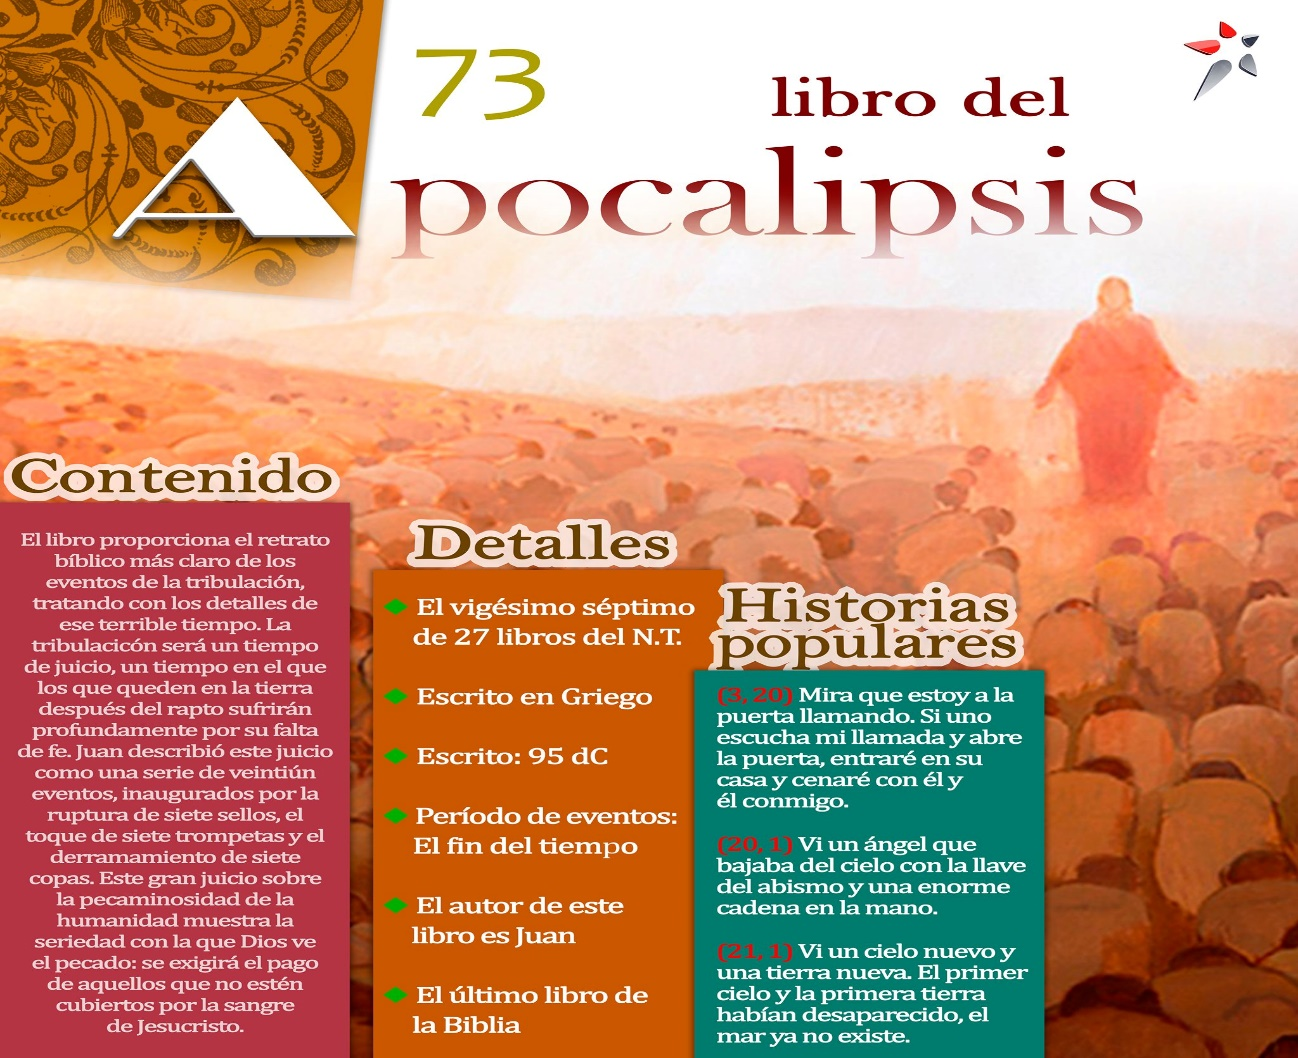 73
libro del
Apocalipsis
Contenido
El libro proporciona el retrato
bíblico más claro de los
eventos de la tribulación,
tratando con los detalles de
ese terrible tiempo. La
tribulacicón será un tiempo
de juicio, un tiempo en el que
los que queden en la tierra
después del rapto sufrirán
profundamente por su falta
de fe. Juan describió este juicio
como una serie de veintiún
eventos, inaugurados por la
ruptura de siete sellos, el
toque de siete trompetas y el
derramamiento de siete
copas. Este gran juicio sobre
la pecaminosidad de la
humanidad muestra la
seriedad con la que Dios ve
el pecado: se exigirá el pago
de aquellos que no estén
cubiertos por la sangre
de Jesucristo.
Detalles
El vigésimo séptimo
de 27 libros del N.T.
Escrito en Griego
Escrito: 95 dC
Período de eventos:
El fin del tiempo
El autor de este
libro es Juan
El último libro de
la Biblia
Historias
populares
(3, 20) Mira que estoy a la
puerta llamando. Si uno
escucha mi llamada y abre
la puerta, entraré en su
casa y cenaré con él y
él conmigo.
(20, 1) Vi un ángel que
bajaba del cielo con la llave
del abismo y una enorme
cadena en la mano.
(21, 1) Vi un cielo nuevo y
una tierra nueva. El primer
cielo y la primera tierra
habían desaparecido, el
mar ya no existe.